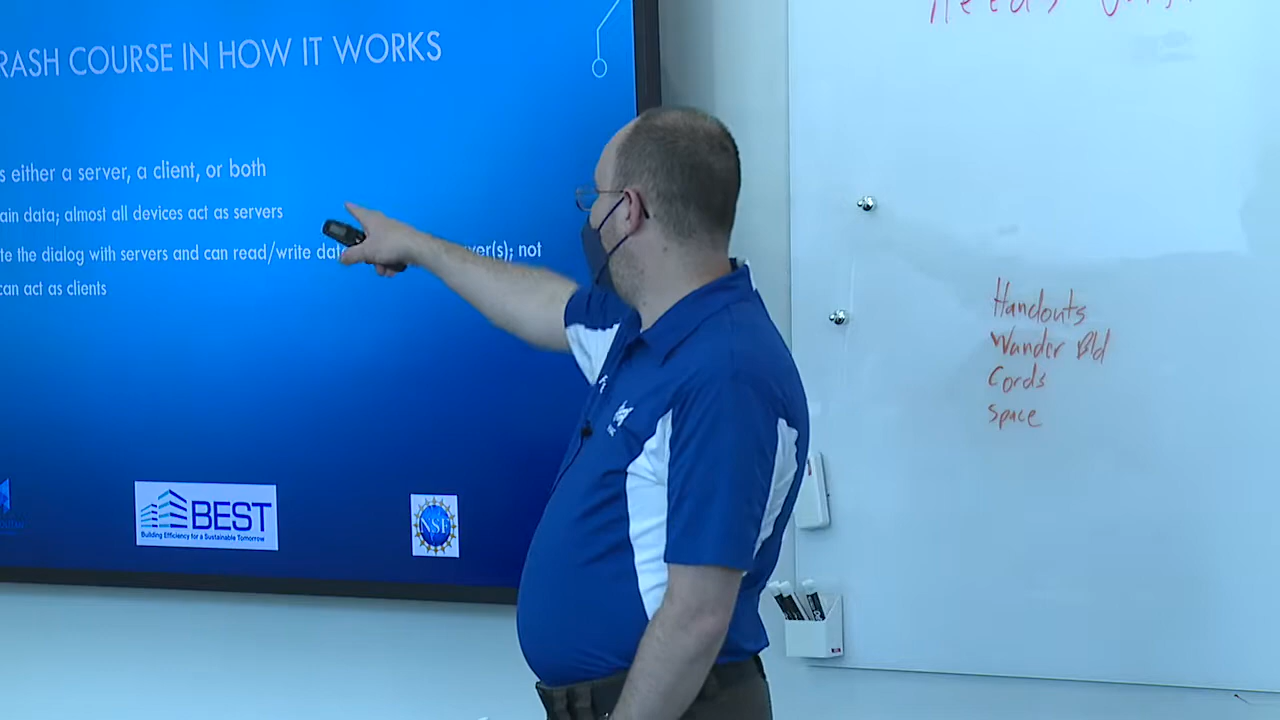 RASH COURSE IN HOW IT WORKS
s either a server, a client, or both
ain data; almost all devices act as servers
te the dialog with servers and can read/write dat ver(s); not
can act as clients
BEST
Building Efficiency for a Sustainable Tomorrow
NSF
Needs
Handouts
Wander Bld
Cords
Space